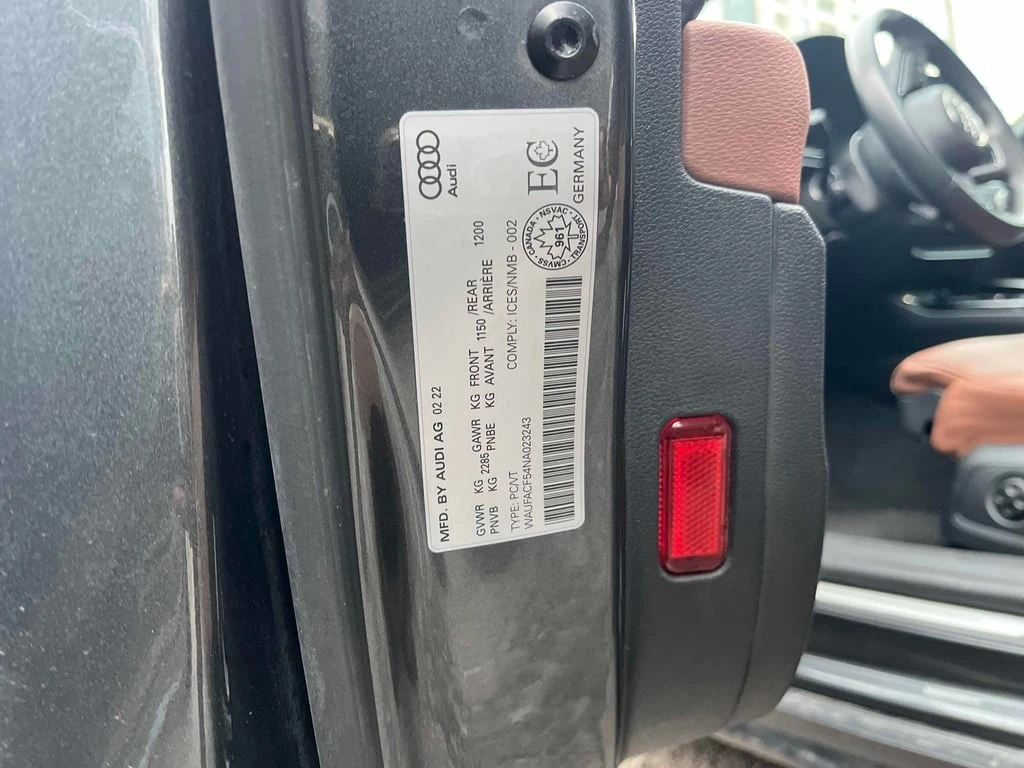 Audi
MFD. BY AUDI AG 02 22
GVWR KG 2285 GAWR KG FRONT 1150 /REAR 1200
PNVB KG PNBE KG AVANT /ARRIÈRE
TYPE: PC/VT COMPLY: ICES/NMB - 002
WAUFACF54NA023243
CANADA · NSVAC · TRANSPORT · CMVSS ·
961
EC
GERMANY